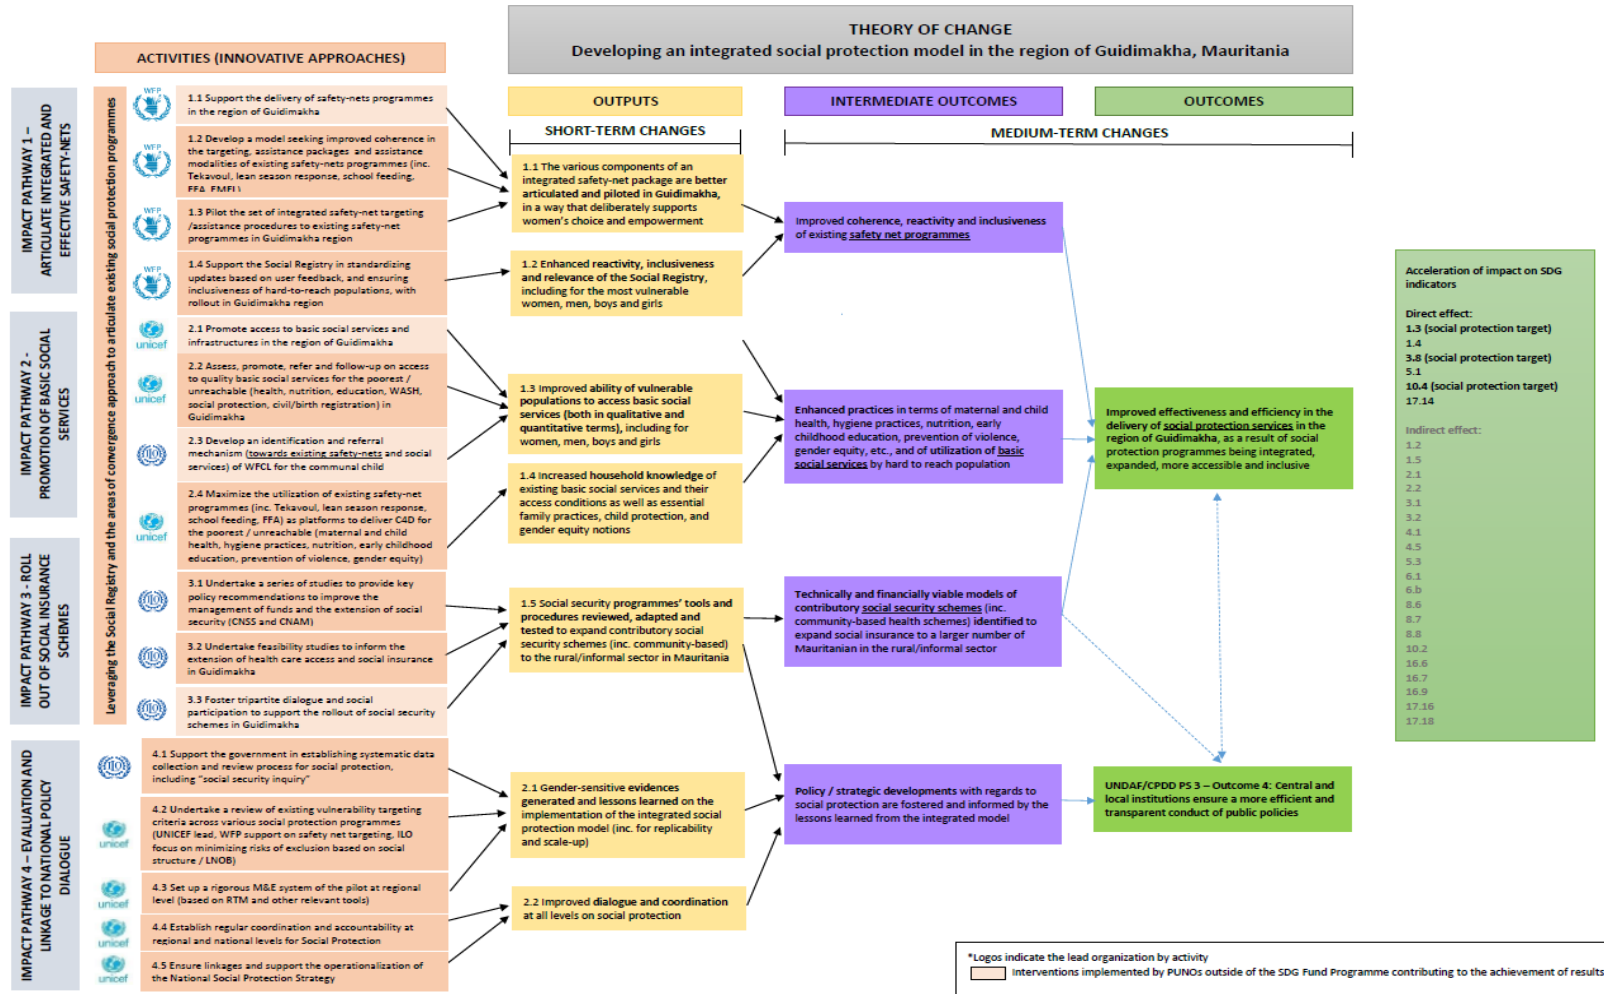 THEORY OF CHANGE
Developing an integrated social protection model in the region of Guidimakha, Mauritania
ACTIVITIES (INNOVATIVE APPROACHES)
OUTPUTS
INTERMEDIATE OUTCOMES
OUTCOMES
SHORT-TERM CHANGES
MEDIUM-TERM CHANGES
IMPACT PATHWAY 1 –
ARTICULATE INTEGRATED AND
EFFECTIVE SAFETY-NETS
IMPACT PATHWAY 2 -
PROMOTION OF BASIC SOCIAL
SERVICES
IMPACT PATHWAY 3 - ROLL
OUT OF SOCIAL INSURANCE
SCHEMES
IMPACT PATHWAY 4 – EVALUATION AND
LINKAGE TO NATIONAL POLICY
DIALOGUE
Leveraging the Social Registry and the areas of convergence approach to articulate existing social protection programmes
WFP
1.1 Support the delivery of safety-nets programmes
in the region of Guidimakha
WFP
1.2 Develop a model seeking improved coherence in
the targeting, assistance packages and assistance
modalities of existing safety-nets programmes (inc.
Tekavoul, lean season response, school feeding,
FFA, EMEL)
WFP
1.3 Pilot the set of integrated safety-net targeting
/assistance procedures to existing safety-net
programmes in Guidimakha region
WFP
1.4 Support the Social Registry in standardizing
updates based on user feedback, and ensuring
inclusiveness of hard-to-reach populations, with
rollout in Guidimakha region
unicef
2.1 Promote access to basic social services and
infrastructures in the region of Guidimakha
unicef
2.2 Assess, promote, refer and follow-up on access
to quality basic social services for the poorest /
unreachable (health, nutrition, education, WASH,
social protection, civil/birth registration) in
Guidimakha
2.3 Develop an identification and referral
mechanism (towards existing safety-nets and social
services) of WFCL for the communal child
unicef
2.4 Maximize the utilization of existing safety-net
programmes (inc. Tekavoul, lean season response,
school feeding, FFA) as platforms to deliver C4D for
the poorest / unreachable (maternal and child
health, hygiene practices, nutrition, early childhood
education, prevention of violence, gender equity)
3.1 Undertake a series of studies to provide key
policy recommendations to improve the
management of funds and the extension of social
security (CNSS and CNAM)
3.2 Undertake feasibility studies to inform the
extension of health care access and social insurance
in Guidimakha
3.3 Foster tripartite dialogue and social
participation to support the rollout of social security
schemes in Guidimakha
4.1 Support the government in establishing systematic data
collection and review process for social protection,
including "social security inquiry"
unicef
4.2 Undertake a review of existing vulnerability targeting
criteria across various social protection programmes
(UNICEF lead, WFP support on safety net targeting, ILO
focus on minimizing risks of exclusion based on social
structure / LNOB)
unicef
4.3 Set up a rigorous M&E system of the pilot at regional
level (based on RTM and other relevant tools)
unicef
4.4 Establish regular coordination and accountability at
regional and national levels for Social Protection
unicef
4.5 Ensure linkages and support the operationalization of
the National Social Protection Strategy
1.1 The various components of an
integrated safety-net package are better
articulated and piloted in Guidimakha,
in a way that deliberately supports
women's choice and empowerment
1.2 Enhanced reactivity, inclusiveness
and relevance of the Social Registry,
including for the most vulnerable
women, men, boys and girls
1.3 Improved ability of vulnerable
populations to access basic social
services (both in qualitative and
quantitative terms), including for
women, men, boys and girls
1.4 Increased household knowledge of
existing basic social services and their
access conditions as well as essential
family practices, child protection, and
gender equity notions
1.5 Social security programmes' tools and
procedures reviewed, adapted and
tested to expand contributory social
security schemes (inc. community-based)
to the rural/informal sector in Mauritania
2.1 Gender-sensitive evidences
generated and lessons learned on the
implementation of the integrated social
protection model (inc. for replicability
and scale-up)
2.2 Improved dialogue and coordination
at all levels on social protection
Improved coherence, reactivity and inclusiveness
of existing safety net programmes
Enhanced practices in terms of maternal and child
health, hygiene practices, nutrition, early
childhood education, prevention of violence,
gender equity, etc., and of utilization of basic
social services by hard to reach population
Technically and financially viable models of
contributory social security schemes (inc.
community-based health schemes) identified to
expand social insurance to a larger number of
Mauritanian in the rural/informal sector
Policy / strategic developments with regards to
social protection are fostered and informed by the
lessons learned from the integrated model
Improved effectiveness and efficiency in the
delivery of social protection services in the
region of Guidimakha, as a result of social
protection programmes being integrated,
expanded, more accessible and inclusive
UNDAF/CPDD PS 3 – Outcome 4: Central and
local institutions ensure a more efficient and
transparent conduct of public policies
Acceleration of impact on SDG
indicators
Direct effect:
1.3 (social protection target)
1.4
3.8 (social protection target)
5.1
10.4 (social protection target)
17.14
Indirect effect:
1.2
1.5
2.1
2.2
3.1
3.2
4.1
4.5
5.3
6.1
6.b
8.6
8.7
8.8
10.2
16.6
16.7
16.9
17.16
17.18
*Logos indicate the lead organization by activity
Interventions implemented by PUNOs outside of the SDG Fund Programme contributing to the achievement of results